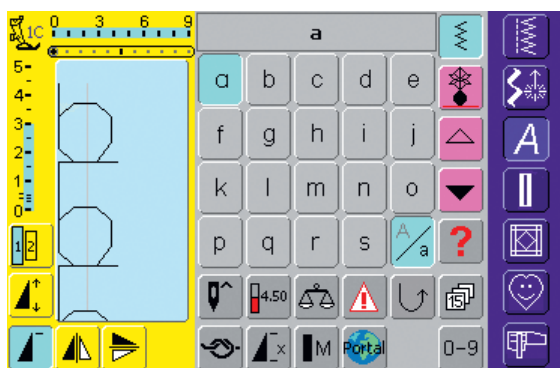 1C 0 3 6 9 a
5
4
a b c d e
3
2
f g h i j A
1
0
k l m n o
1 2
p q r s A/a ?
4.50 15
x M Portal 0-9